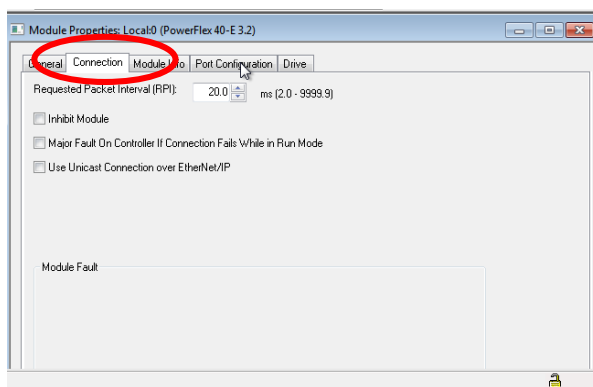 Module Properties: Local:0 (PowerFlex 40-E 3.2)
General Connection Module Info Port Configuration Drive
Requested Packet Interval (RPI): 20.0 ms (2.0 - 9999.9)
Inhibit Module
Major Fault On Controller If Connection Fails While in Run Mode
Use Unicast Connection over EtherNet/IP
Module Fault